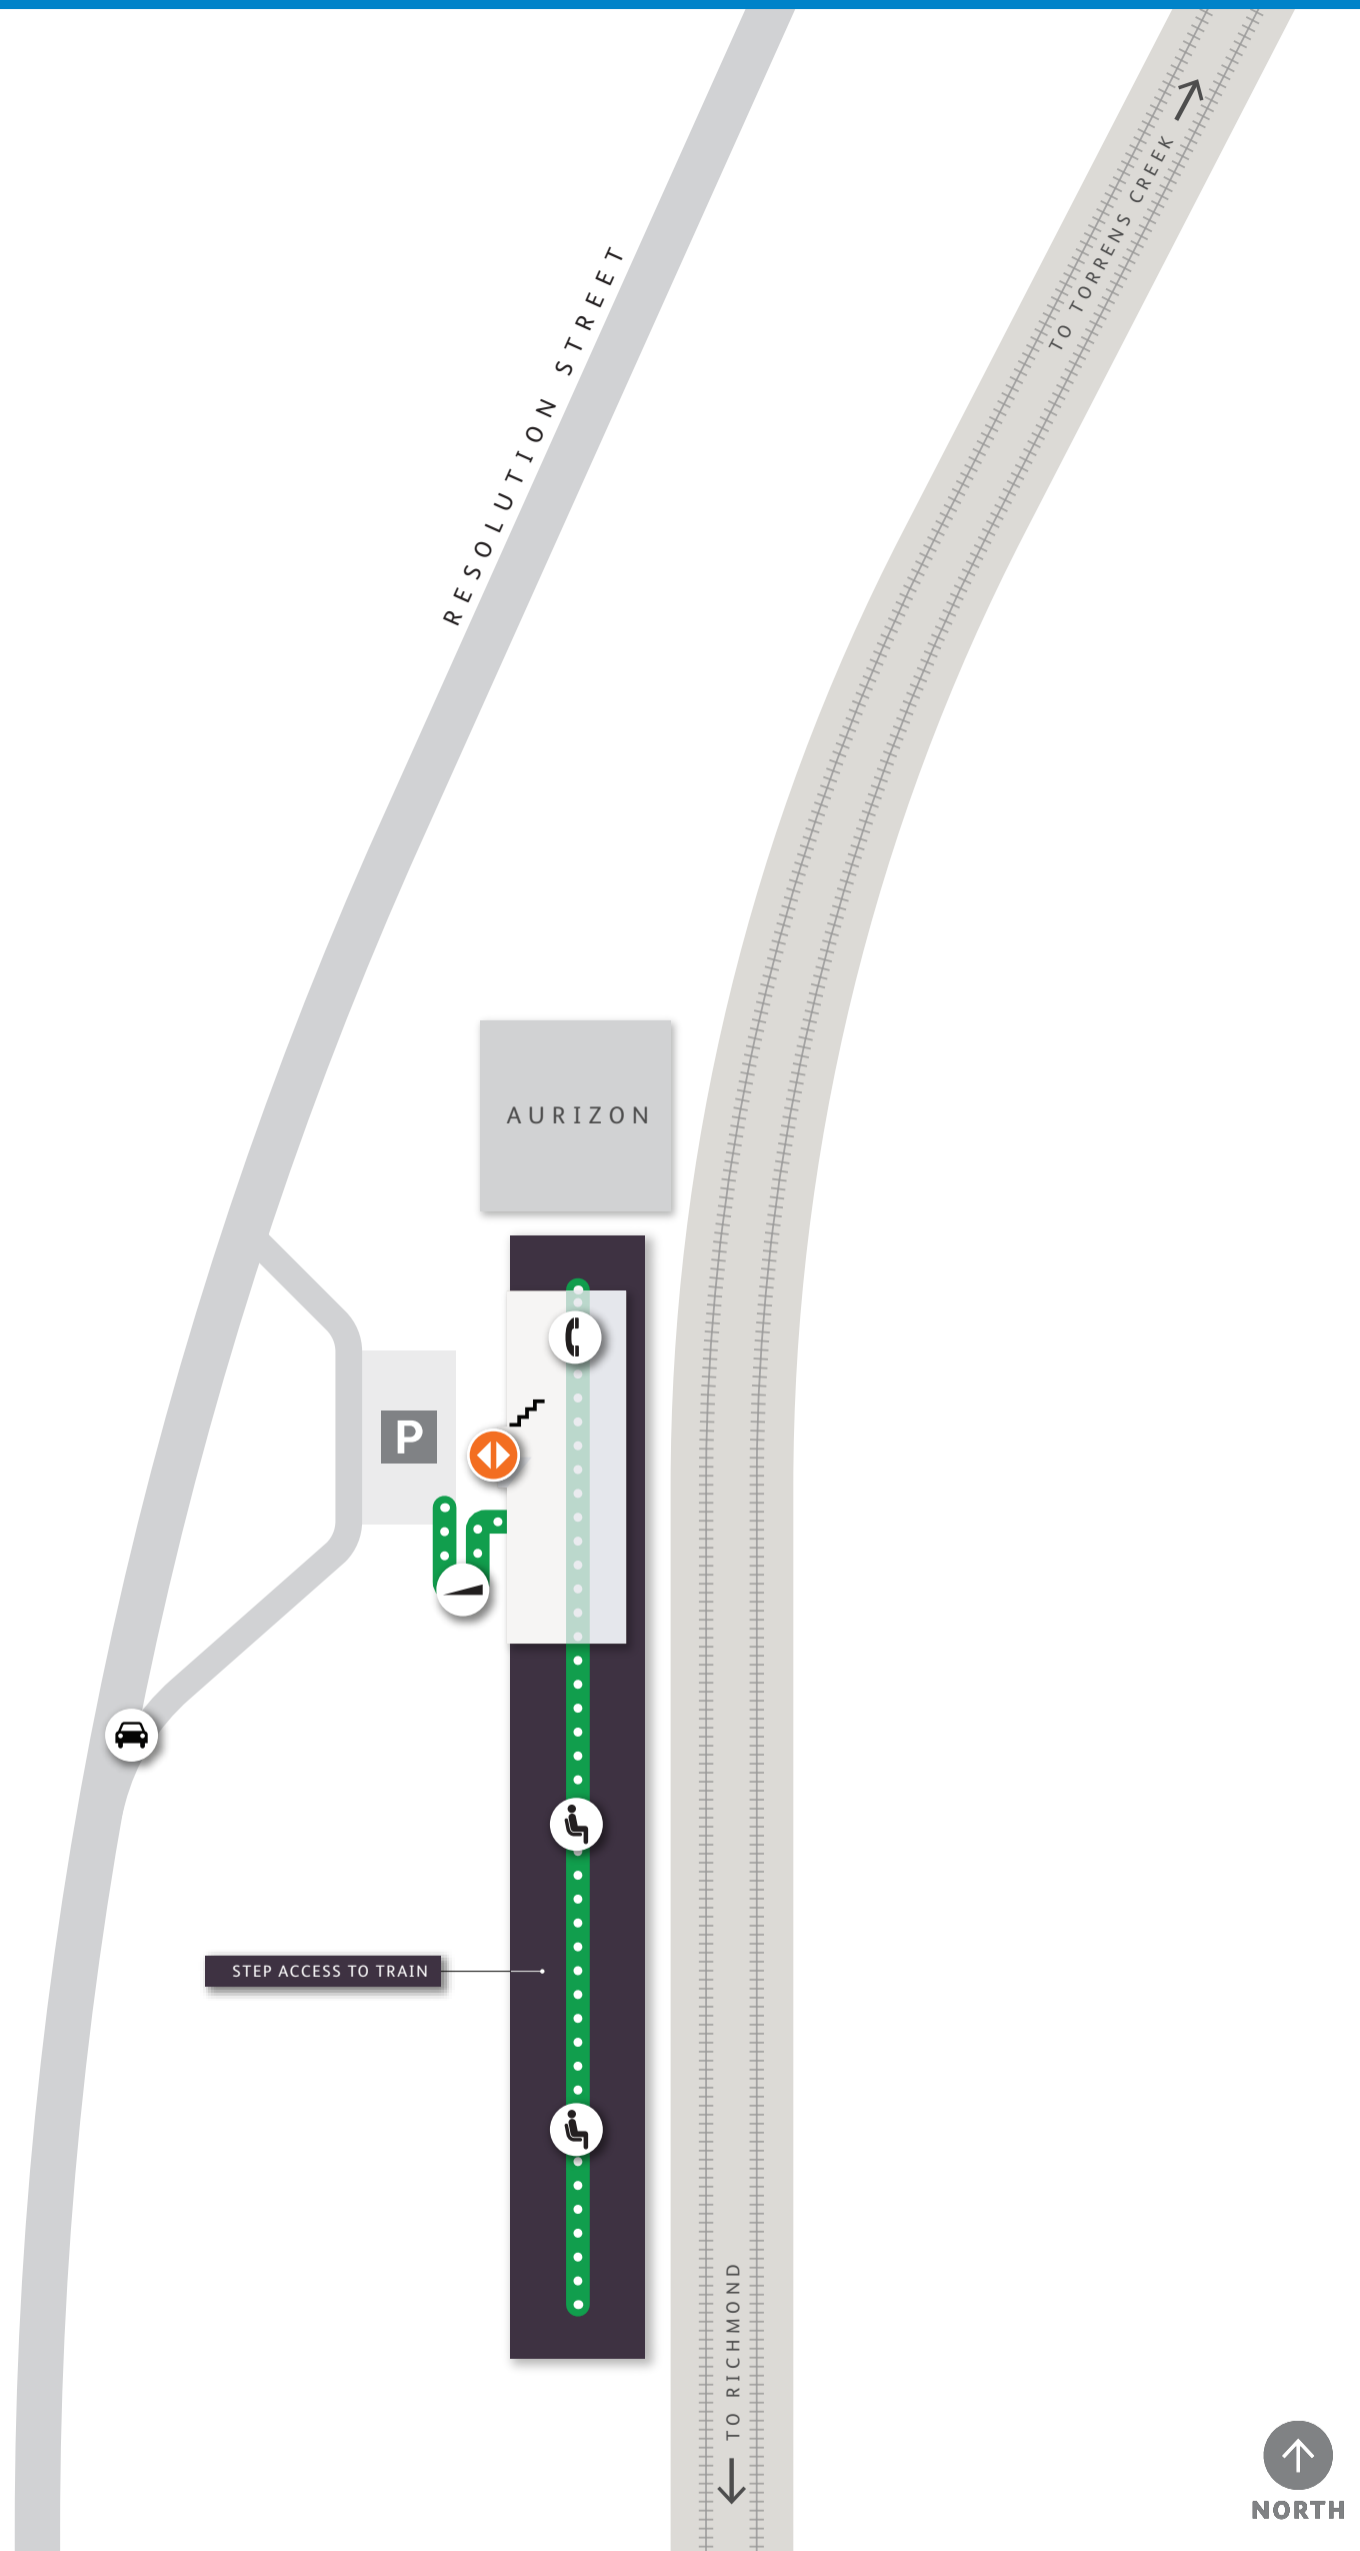 TO TORRENS CREEK
RESOLUTION STREET
AURIZON
P
STEP ACCESS TO TRAIN
TO RICHMOND
NORTH